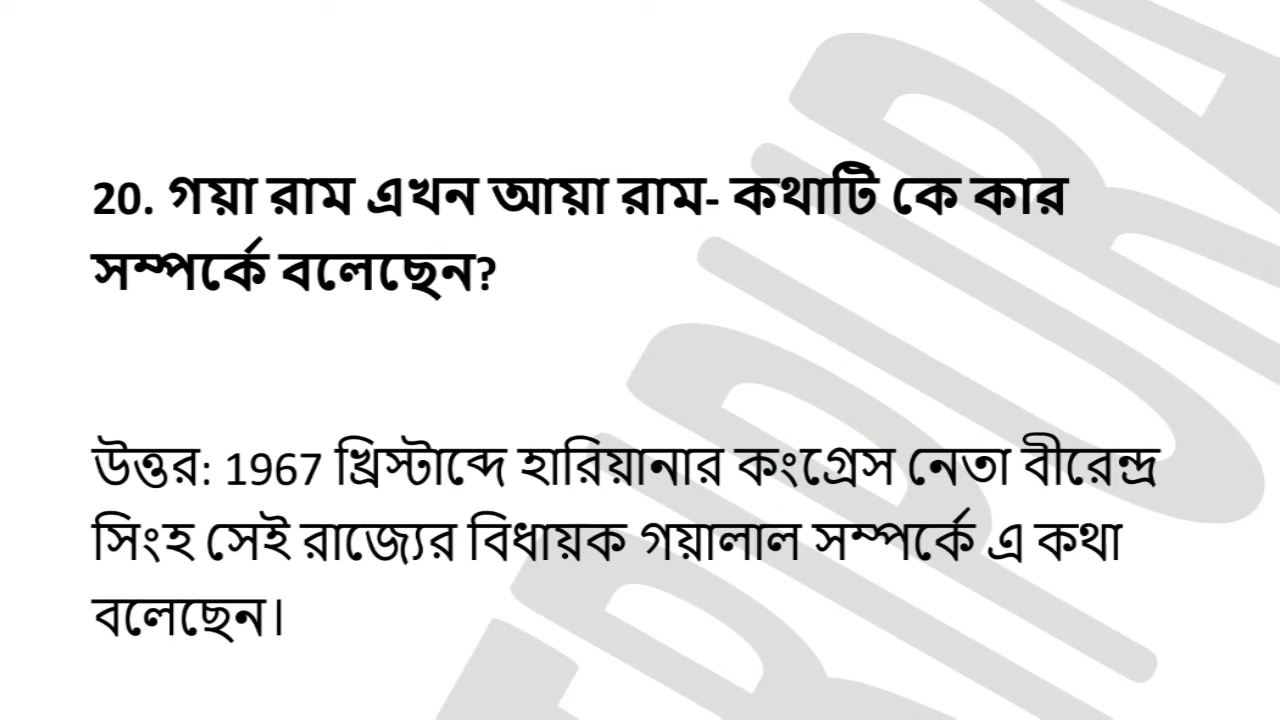 20. গয়া রাম এখন আয়া রাম- কথাটি কে কার
সম্পর্কে বলেছেন?
উত্তর: 1967 খ্রিস্টাব্দে হারিয়ানার কংগ্রেস নেতা বীরেন্দ্র
সিংহ সেই রাজ্যের বিধায়ক গয়ালাল সম্পর্কে এ কথা
বলেছেন।